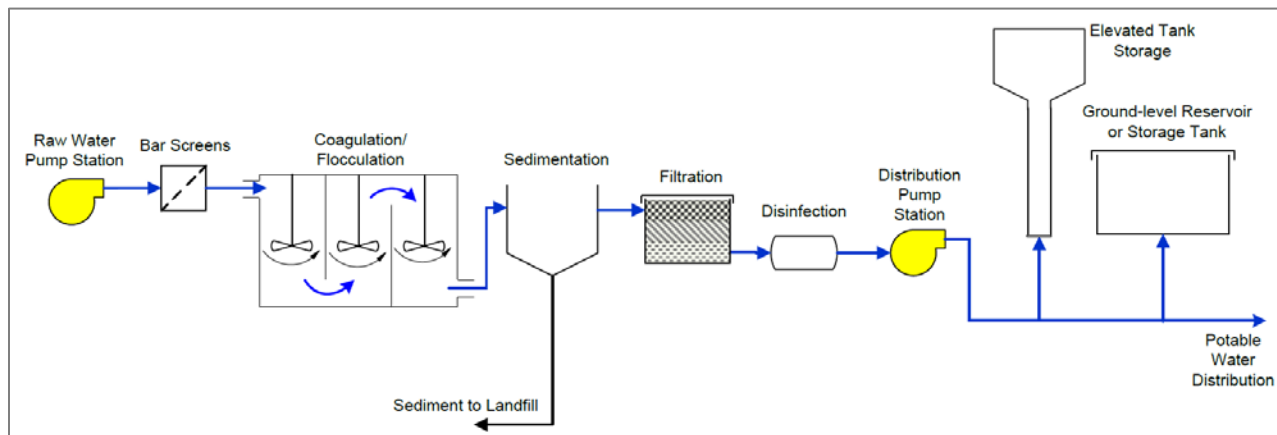 Raw Water
Pump Station
Bar Screens
Coagulation/
Flocculation
Sedimentation
Filtration
Disinfection
Distribution
Pump
Station
Elevated Tank
Storage
Ground-level Reservoir
or Storage Tank
Potable
Water
Distribution
Sediment to Landfill